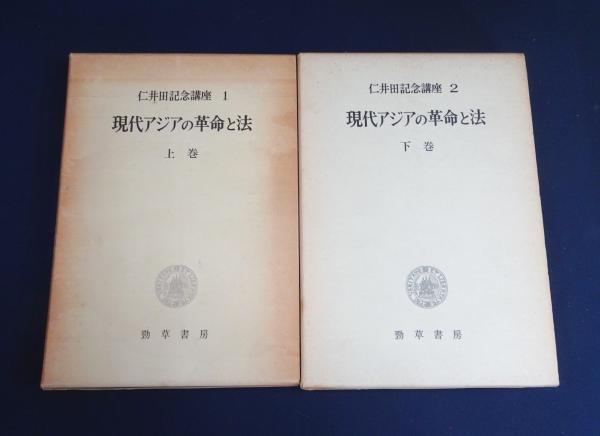 仁井田記念講座 1
現代アジアの革命と法
上 巻
勁 草 書 房
仁井田記念講座 2
現代アジアの革命と法
下 巻
勁 草 書 房